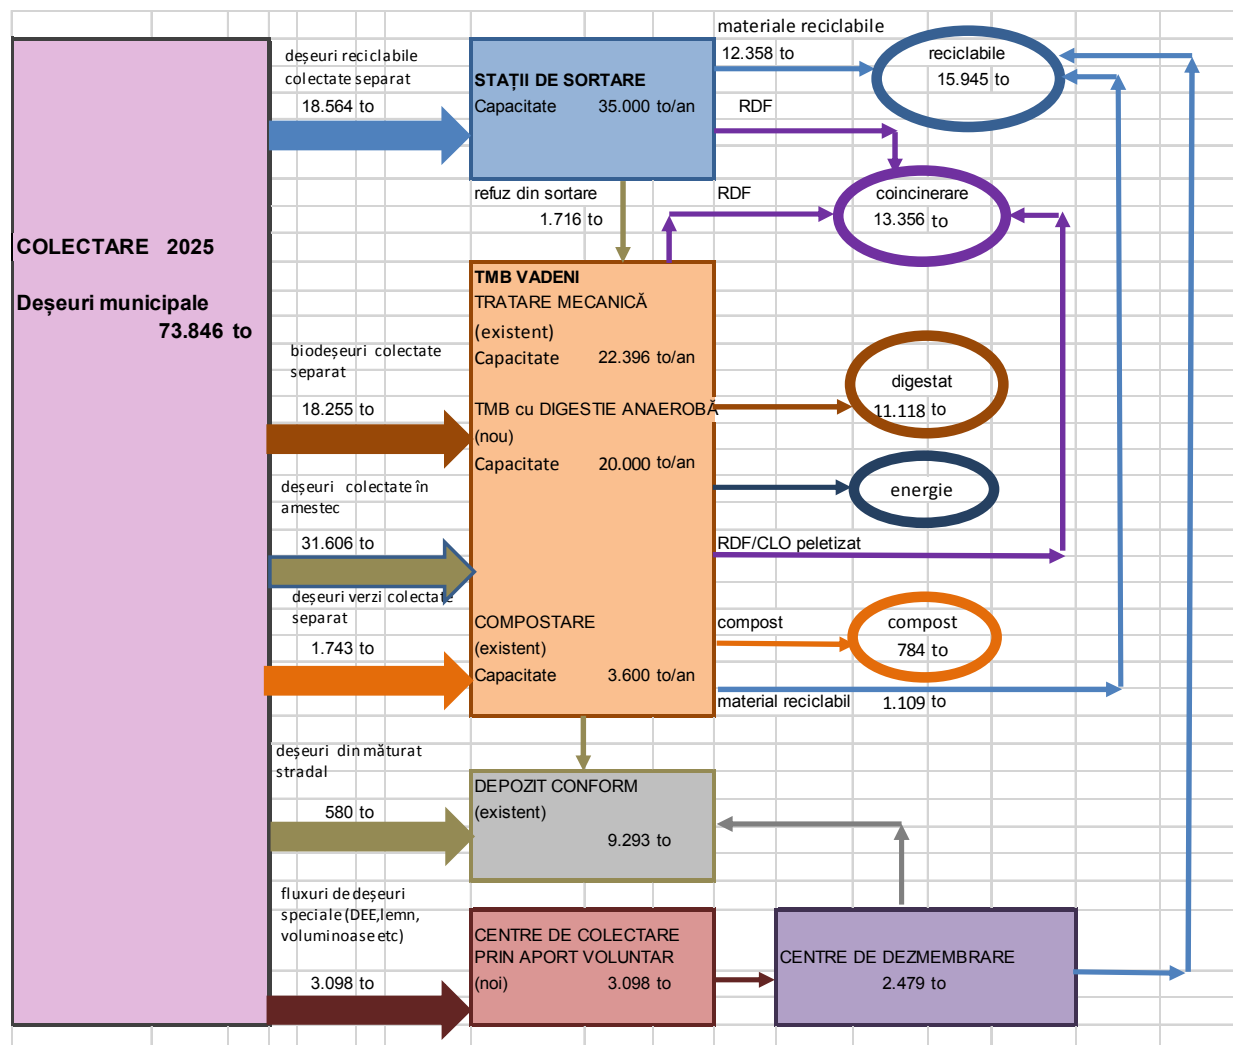 COLECTARE 2025
Deșeuri municipale
73.846 to
deșeuri reciclabile
colectate separat
18.564 to
biodeșeuri colectate
separat
18.255 to
deșeuri colectate în
amestec
31.606 to
deșeuri verzi colectate
separat
1.743 to
deșeuri din măturat
stradal
580 to
fluxuri de deșeuri
speciale (DEE,lemn,
voluminoase etc)
3.098 to
STAȚII DE SORTARE
Capacitate 35.000 to/an
refuz din sortare
1.716 to
TMB VADENI
TRATARE MECANICĂ
(existent)
Capacitate 22.396 to/an
TMB cu DIGESTIE ANAEROBĂ
(nou)
Capacitate 20.000 to/an
COMPOSTARE
(existent)
Capacitate 3.600 to/an
DEPOZIT CONFORM
(existent)
9.293 to
CENTRE DE COLECTARE
PRIN APORT VOLUNTAR
(noi) 3.098 to
CENTRE DE DEZMEMBRARE
2.479 to
materiale reciclabile
12.358 to
RDF
RDF
RDF/CLO peletizat
compost
material reciclabil 1.109 to
reciclabile
15.945 to
coincinerare
13.356 to
digestat
11.118 to
energie
compost
784 to